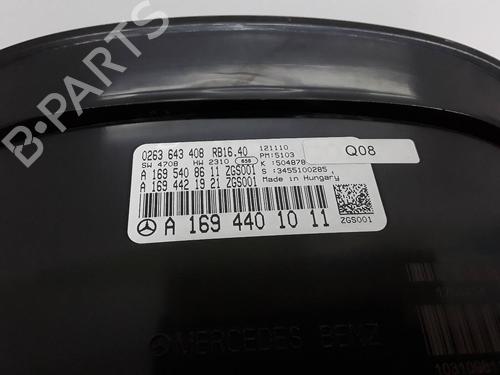 B-PARTS
0263 643 408 RB16.40
SW 4708 HW 2310 658
A 169 540 86 11 ZGS001
A 169 442 19 21 ZGS001
121110
PM:5103
K :504878
S :3455100285
Made in Hungary
Q08
A 169 440 10 11
ZGS001
MERCEDES BENZ